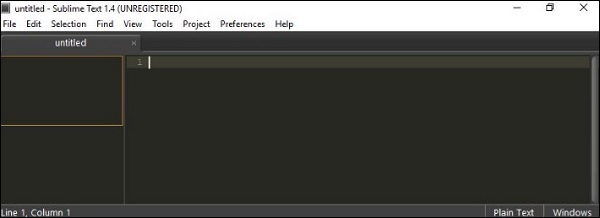 untitled - Sublime Text 1.4 (UNREGISTERED)
File Edit Selection Find View Tools Project Preferences Help
untitled ×
1
Line 1, Column 1 Plain Text Windows